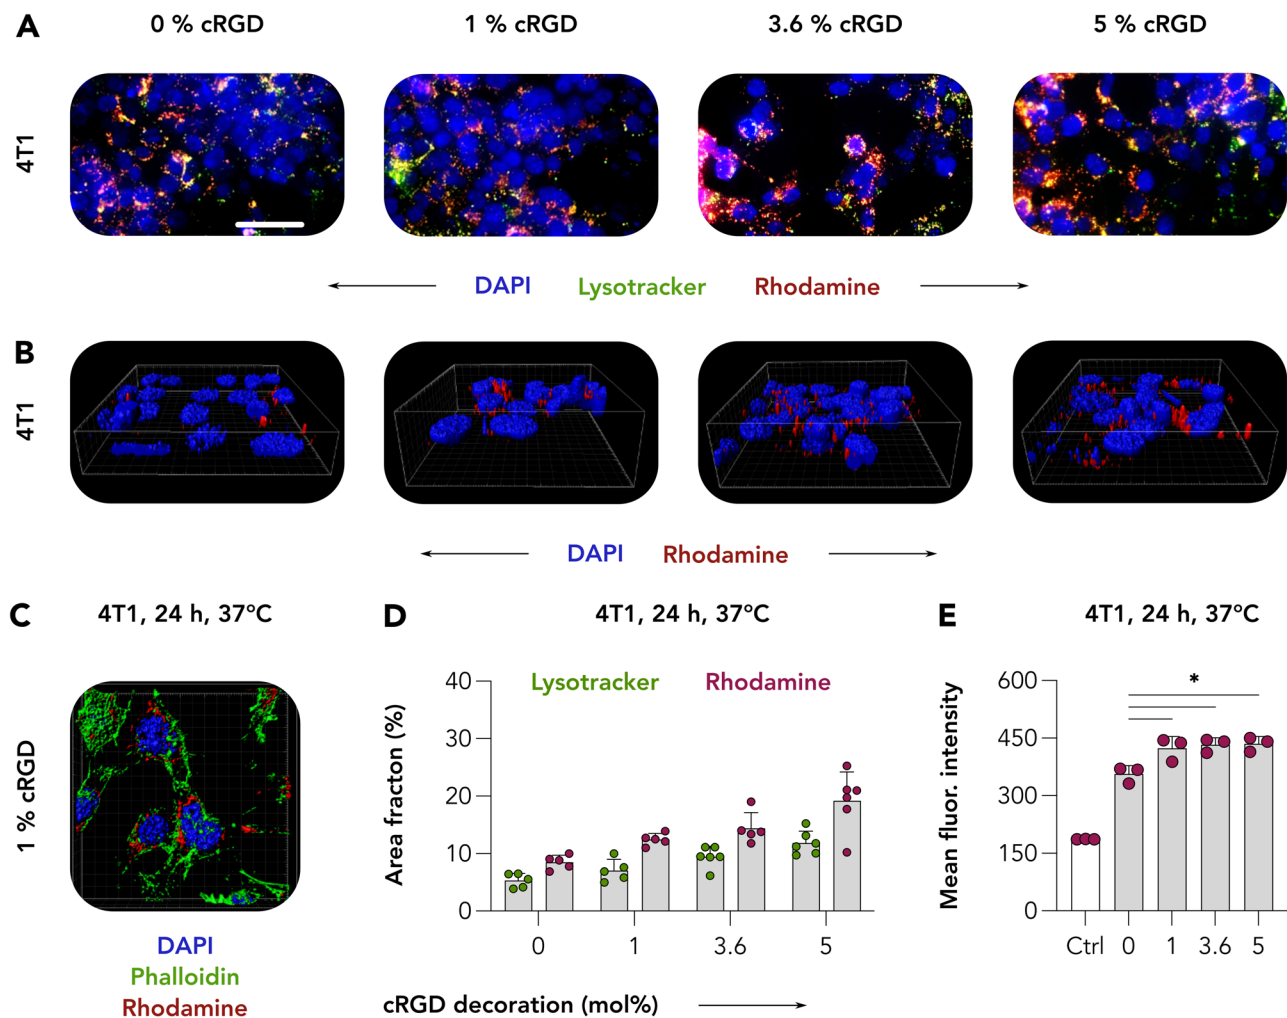 A
0 % cRGD 1 % cRGD 3.6 % cRGD 5 % cRGD
4T1
DAPI Lysotracker Rhodamine
B
4T1
DAPI Rhodamine
C 4T1, 24 h, 37°C
1 % cRGD
DAPI
Phalloidin
Rhodamine
D 4T1, 24 h, 37°C
Lysotracker Rhodamine
Area fracton (%)
40
30
20
10
0
0 1 3.6 5
cRGD decoration (mol%)
E 4T1, 24 h, 37°C
Mean fluor. intensity
600
450
300
150
0
*
Ctrl 0 1 3.6 5